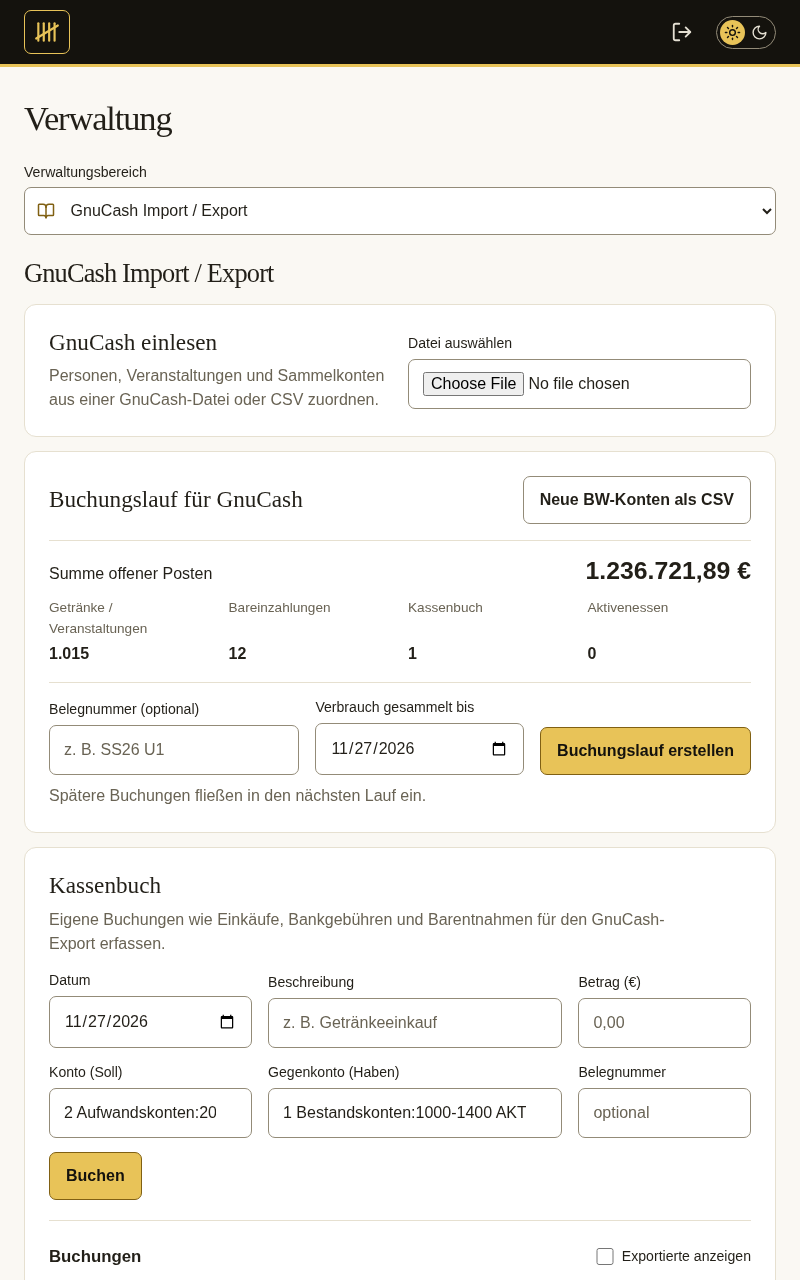 Verwaltung
Verwaltungsbereich
GnuCash Import / Export
GnuCash Import / Export
GnuCash einlesen
Personen, Veranstaltungen und Sammelkonten
aus einer GnuCash-Datei oder CSV zuordnen.
Datei auswählen
Choose File No file chosen
Buchungslauf für GnuCash
Neue BW-Konten als CSV
Summe offener Posten
1.236.721,89 €
Getränke /
Veranstaltungen
1.015
Bareinzahlungen
12
Kassenbuch
1
Aktivenessen
0
Belegnummer (optional)
z. B. SS26 U1
Verbrauch gesammelt bis
11/27/2026
Buchungslauf erstellen
Spätere Buchungen fließen in den nächsten Lauf ein.
Kassenbuch
Eigene Buchungen wie Einkäufe, Bankgebühren und Barentnahmen für den GnuCash-
Export erfassen.
Datum
11/27/2026
Beschreibung
z. B. Getränkeeinkauf
Betrag (€)
0,00
Konto (Soll)
2 Aufwandskonten:20
Gegenkonto (Haben)
1 Bestandskonten:1000-1400 AKT
Belegnummer
optional
Buchen
Buchungen
Exportierte anzeigen